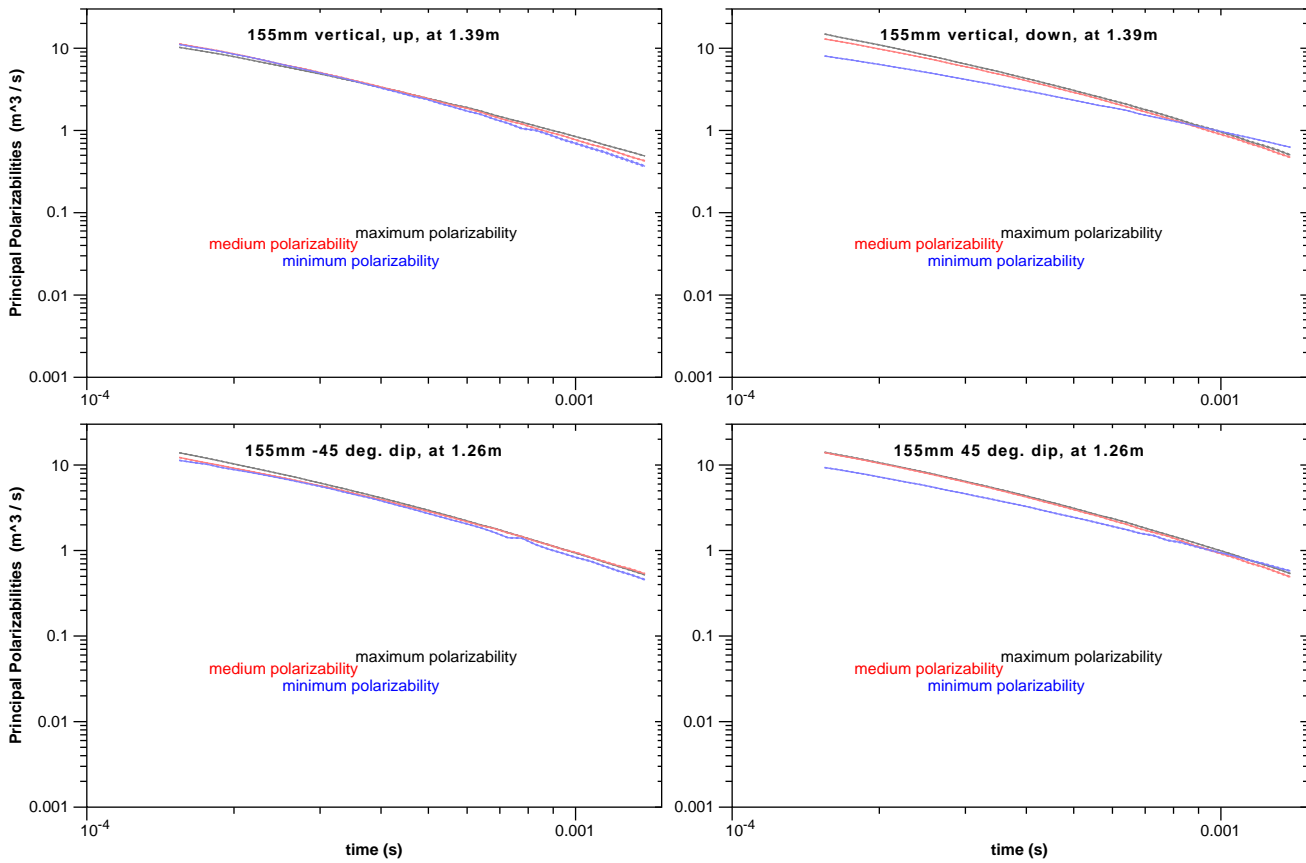 155mm vertical, up, at 1.39m
10
1
0.1
0.01
0.001
Principal Polarizabilities (m^3 / s)
maximum polarizability
medium polarizability
minimum polarizability
10-4
0.001
155mm vertical, down, at 1.39m
10
1
0.1
0.01
0.001
maximum polarizability
medium polarizability
minimum polarizability
10-4
0.001
155mm -45 deg. dip, at 1.26m
10
1
0.1
0.01
0.001
Principal Polarizabilities (m^3 / s)
maximum polarizability
medium polarizability
minimum polarizability
10-4
0.001
time (s)
155mm 45 deg. dip, at 1.26m
10
1
0.1
0.01
0.001
maximum polarizability
medium polarizability
minimum polarizability
10-4
0.001
time (s)